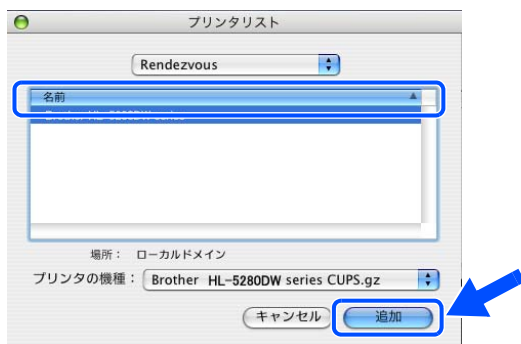 プリンタリスト
Rendezvous
名前
場所： ローカルドメイン
プリンタの機種： Brother HL-5280DW series CUPS.gz
キャンセル 追加